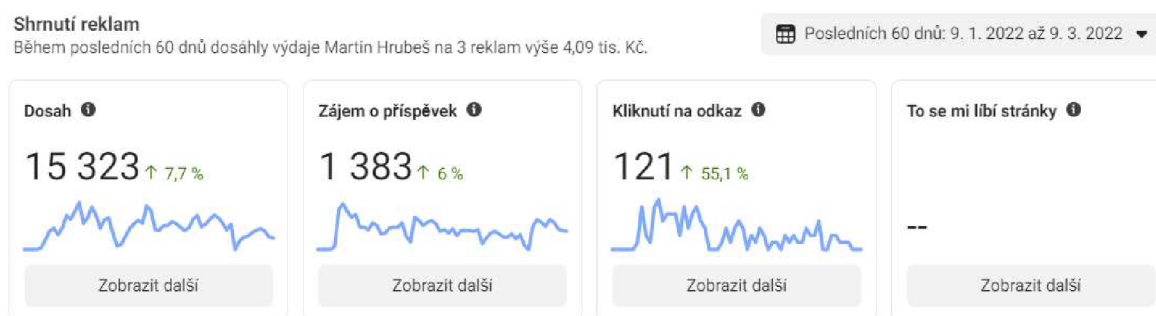 Shrnutí reklam
Během posledních 60 dnů dosáhly výdaje Martin Hrubeš na 3 reklam výše 4,09 tis. Kč.
Posledních 60 dnů: 9. 1. 2022 až 9. 3. 2022
Dosah
15 323 ↑ 7,7 %
Zobrazit další
Zájem o příspěvek
1 383 ↑ 6 %
Zobrazit další
Kliknutí na odkaz
121 ↑ 55,1 %
Zobrazit další
To se mi líbí stránky
--
Zobrazit další